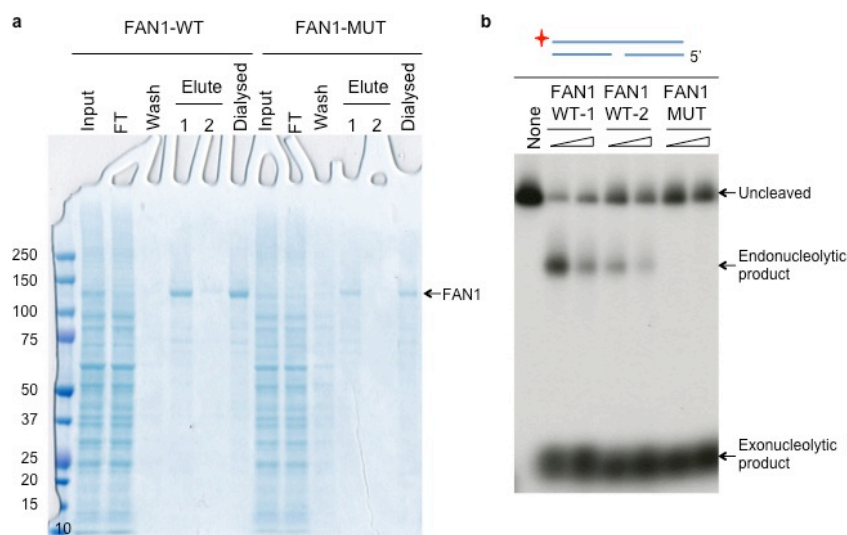 a
FAN1-WT FAN1-MUT
Input FT Wash Elute 1 2 Dialysed Input FT Wash Elute 1 2 Dialysed
250
150
100
75
50
37
25
20
15
10
FAN1
b
5’
None FAN1 WT-1 FAN1 WT-2 FAN1 MUT
Uncleaved
Endonucleolytic
product
Exonucleolytic
product